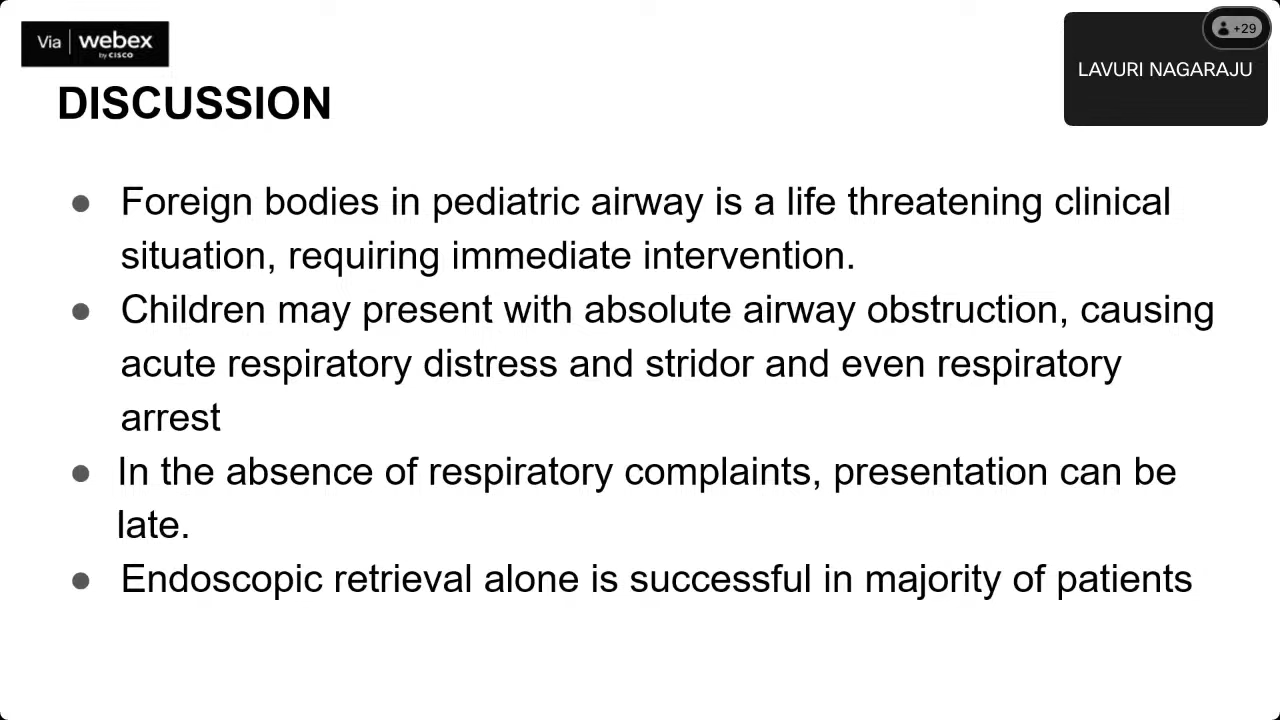 Via webex
by CISCO
+29
LAVURI NAGARAJU
DISCUSSION
● Foreign bodies in pediatric airway is a life threatening clinical
situation, requiring immediate intervention.
● Children may present with absolute airway obstruction, causing
acute respiratory distress and stridor and even respiratory
arrest
● In the absence of respiratory complaints, presentation can be
late.
● Endoscopic retrieval alone is successful in majority of patients